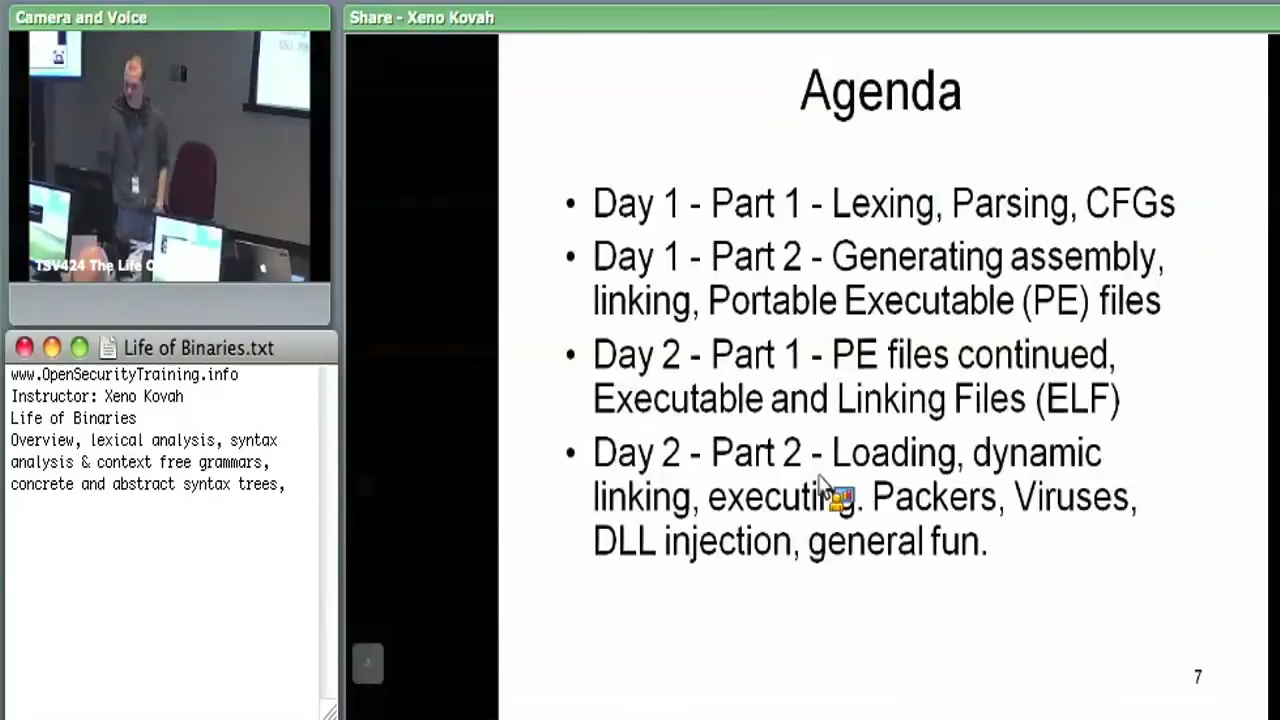 Camera and Voice
TSV424 The Life O
Life of Binaries.txt
www.OpenSecurityTraining.info
Instructor: Xeno Kovah
Life of Binaries
Overview, lexical analysis, syntax
analysis & context free grammars,
concrete and abstract syntax trees,
Share - Xeno Kovah
Agenda
• Day 1 - Part 1 - Lexing, Parsing, CFGs
• Day 1 - Part 2 - Generating assembly,
linking, Portable Executable (PE) files
• Day 2 - Part 1 - PE files continued,
Executable and Linking Files (ELF)
• Day 2 - Part 2 - Loading, dynamic
linking, executing. Packers, Viruses,
DLL injection, general fun.
7